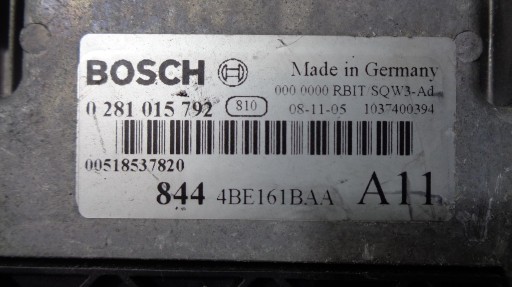 BOSCH Made in Germany
000 0000 RBIT/SQW3-Ad
0 281 015 792 810 08-11-05 1037400394
00518537820
844 4BE161BAA A11